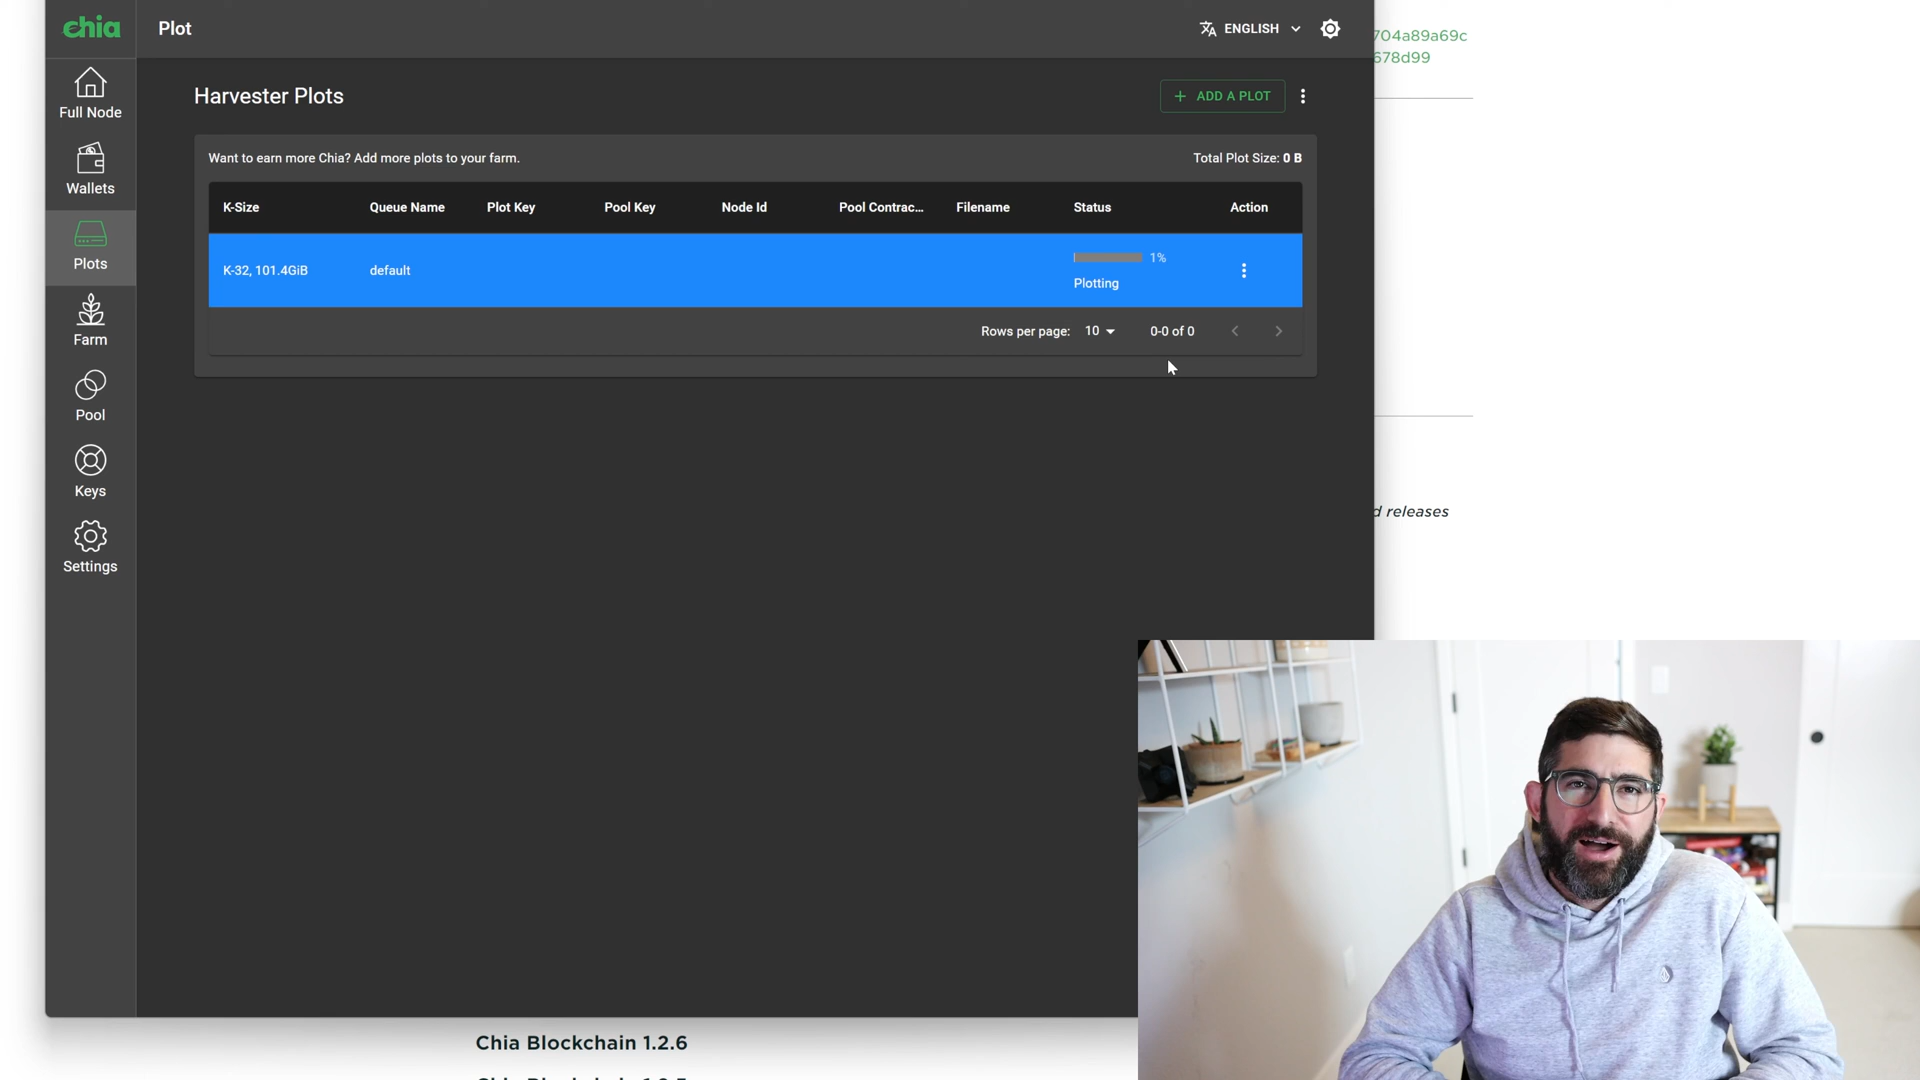 chia
Plot
ENGLISH
704a89a69c
678d99
Full Node
Wallets
Plots
Farm
Pool
Keys
Settings
Harvester Plots
+ ADD A PLOT
Want to earn more Chia? Add more plots to your farm.
Total Plot Size: 0 B
K-Size Queue Name Plot Key Pool Key Node Id Pool Contrac... Filename Status Action
K-32, 101.4GiB default 1%
Plotting
Rows per page: 10 0-0 of 0
d releases
Chia Blockchain 1.2.6